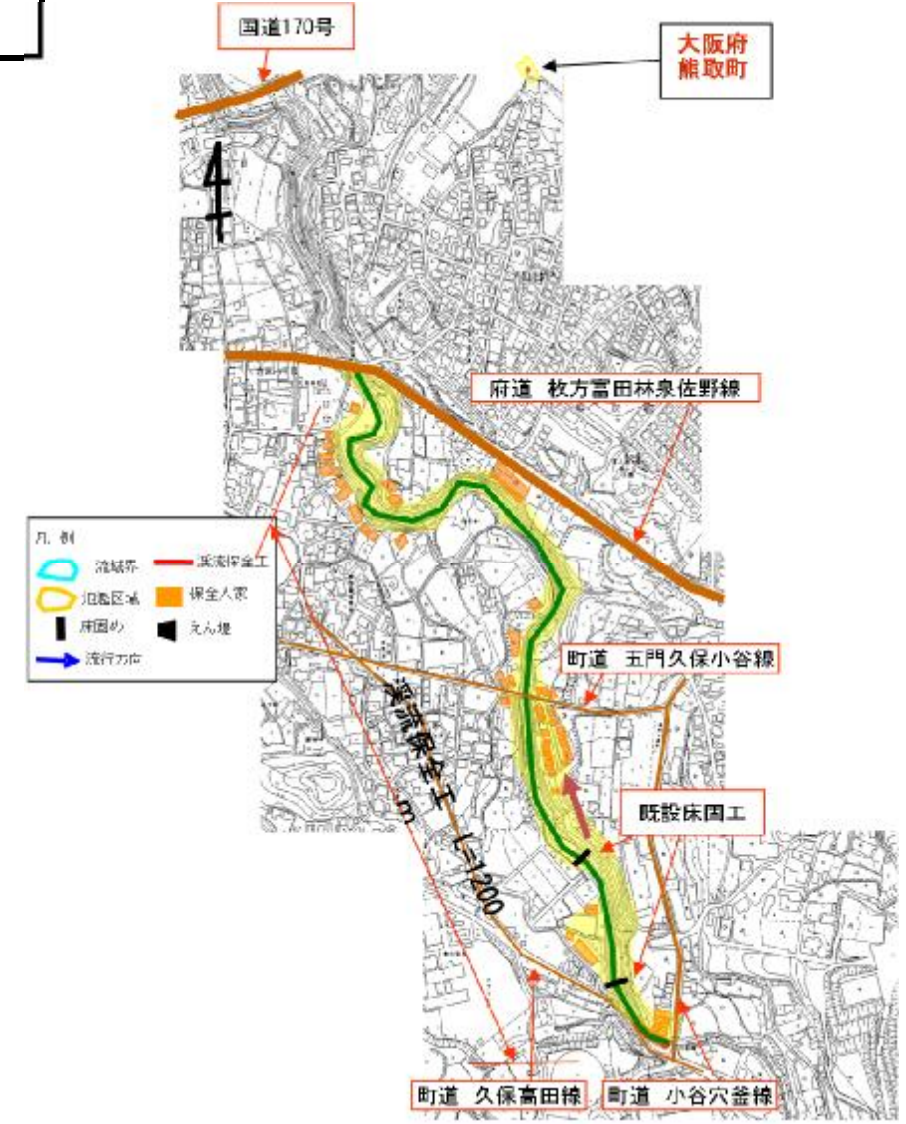 国道170号
大阪府
熊取町
府道 枚方富田林泉佐野線
凡 例
流域界
渓流保全工
氾濫区域
保全人家
床固め
えん堤
流行方向
町道 五門久保小谷線
渓流保全工 L=1200
m
既設床固工
町道 久保高田線
町道 小谷穴釜線